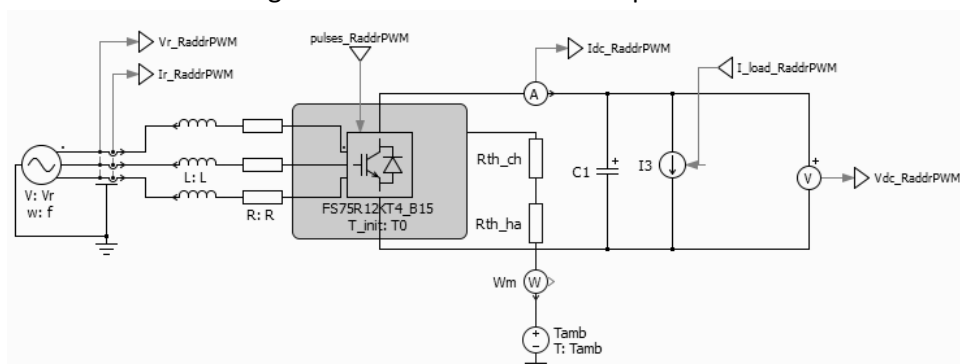 Vr_RaddrPWM
Ir_RaddrPWM
pulses_RaddrPWM
Idc_RaddrPWM
I_load_RaddrPWM
A
V: Vr
w: f
L: L
R: R
FS75R12KT4_B15
T_init: T0
Rth_ch
Rth_ha
C1
I3
V
Vdc_RaddrPWM
Wm
W
Tamb
T: Tamb